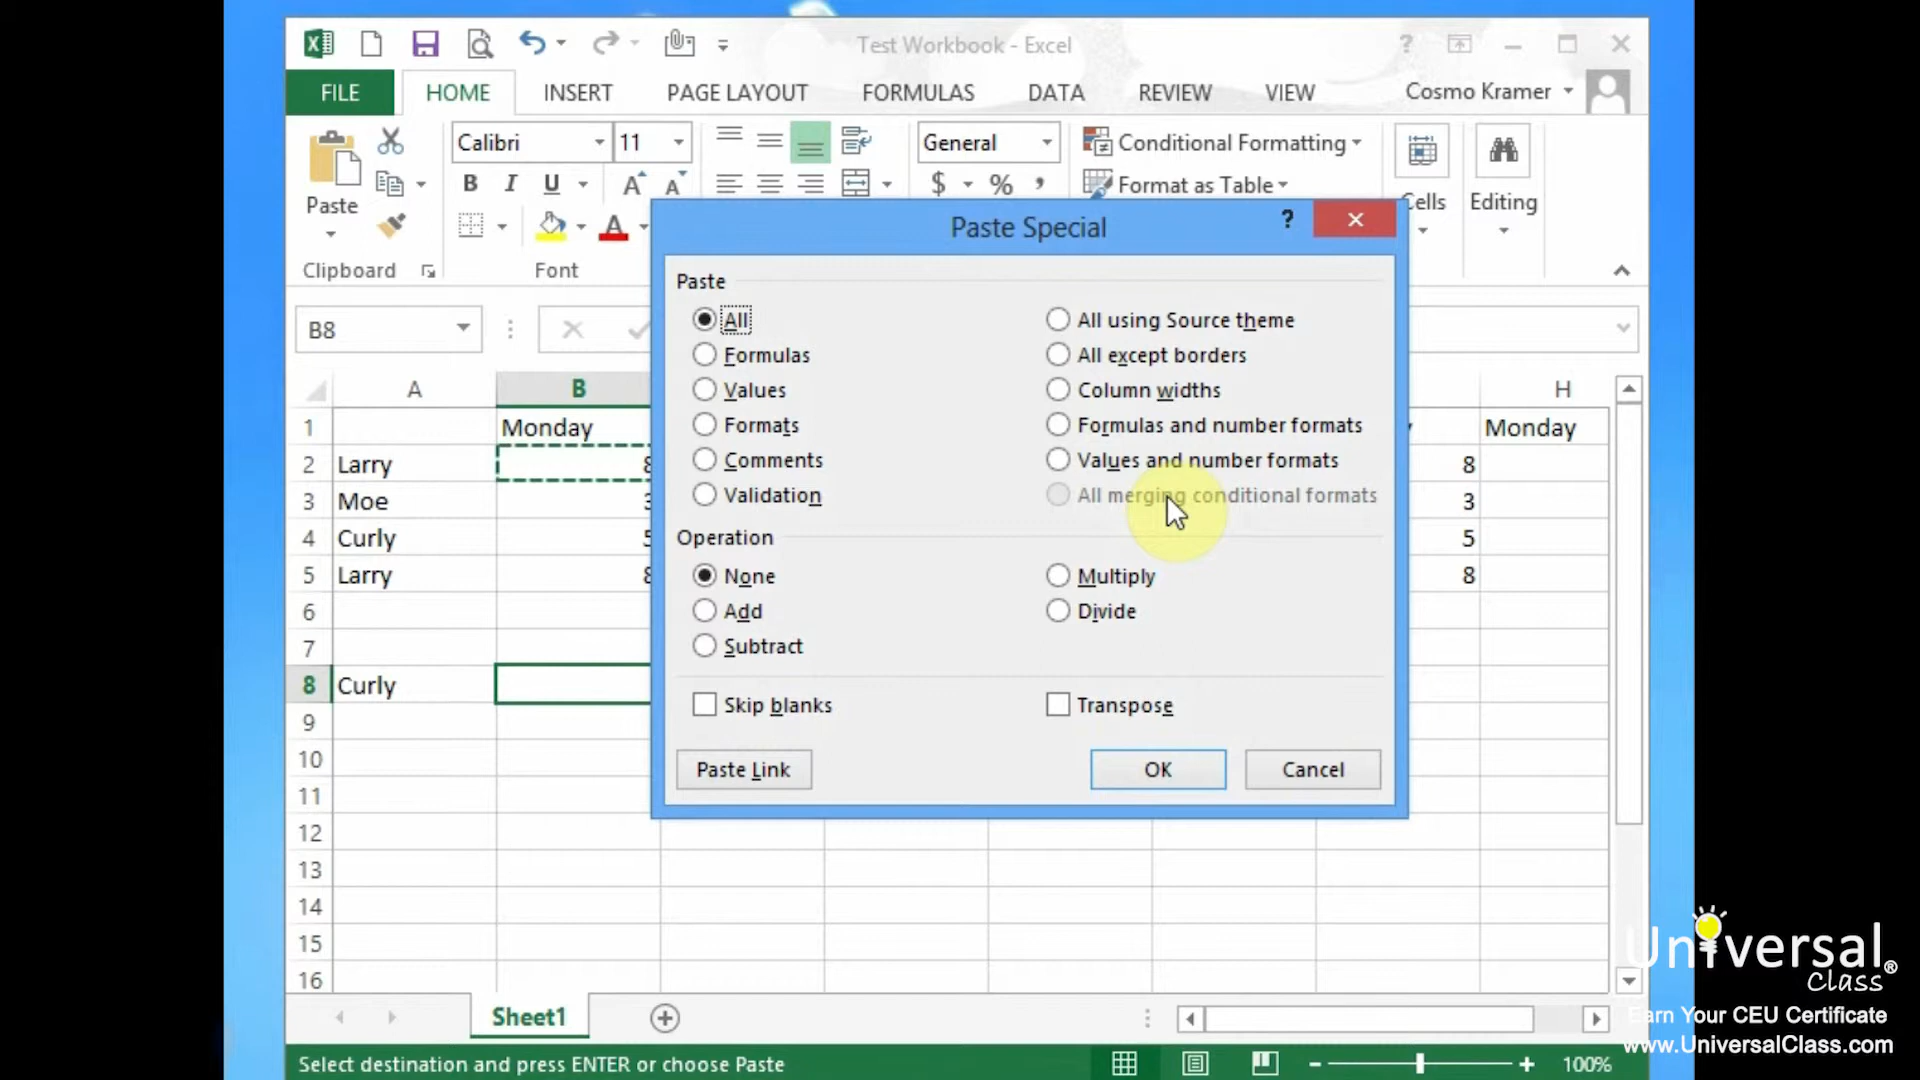 Test Workbook - Excel
?
FILE HOME INSERT PAGE LAYOUT FORMULAS DATA REVIEW VIEW Cosmo Kramer
Calibri 11 General Conditional Formatting
B I U A A $ % , Format as Table
Paste A Cells Editing
Clipboard Font
Paste Special ?
Paste
All All using Source theme
Formulas All except borders
Values Column widths
Formats Formulas and number formats
Comments Values and number formats
Validation All merging conditional formats
Operation
None Multiply
Add Divide
Subtract
Skip blanks Transpose
Paste Link OK Cancel
B8
A B H
1 Monday Monday
2 Larry 8 8
3 Moe 3 3
4 Curly 5 5
5 Larry 8 8
6
7
8 Curly
9
10
11
12
13
14
15
16
Sheet1
Select destination and press ENTER or choose Paste 100%
Universal
Class®
Earn Your CEU Certificate
www.UniversalClass.com